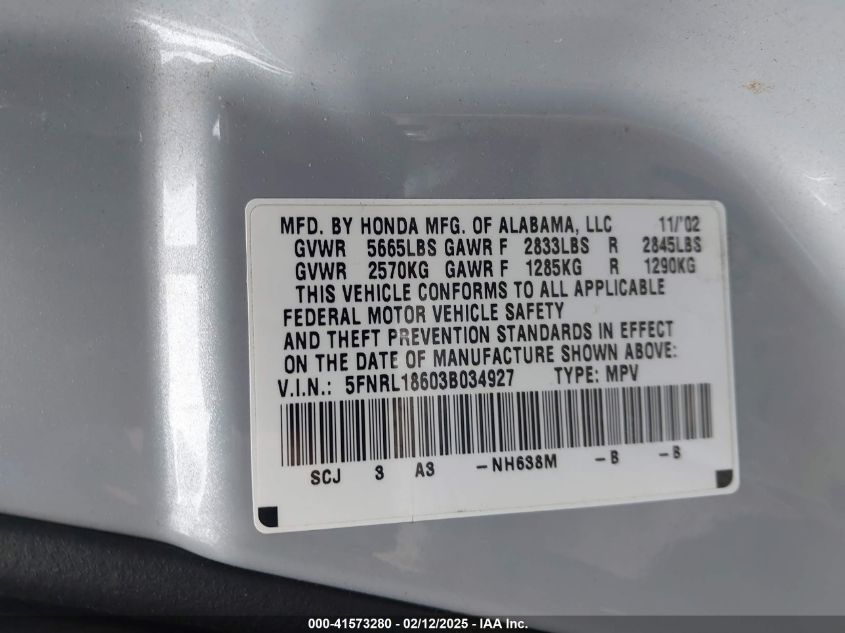 MFD. BY HONDA MFG. OF ALABAMA, LLC 11/'02
GVWR 5665LBS GAWR F 2833LBS R 2845LBS
GVWR 2570KG GAWR F 1285KG R 1290KG
THIS VEHICLE CONFORMS TO ALL APPLICABLE
FEDERAL MOTOR VEHICLE SAFETY
AND THEFT PREVENTION STANDARDS IN EFFECT
ON THE DATE OF MANUFACTURE SHOWN ABOVE:
V.I.N.: 5FNRL18603B034927 TYPE: MPV
SCJ 3 A3 -NH638M -B -B
000-41573280 - 02/12/2025 - IAA Inc.